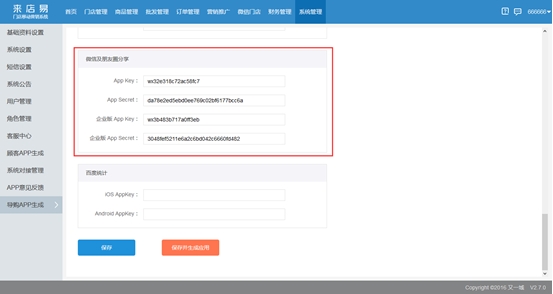 来店易
门店移动营销系统
首页 门店管理 商品管理 批发管理 订单管理 营销推广 微信门店 财务管理 系统管理 666666
基础资料设置
系统设置
短信设置
系统公告
用户管理
角色管理
客服中心
顾客APP生成
系统对接管理
APP意见反馈
导购APP生成
微信及朋友圈分享
App Key： wx32e318c72ac58fc7
App Secret： da78e2ed5ebd0ee769c02bf6177bcc6a
企业版 App Key： wx3b483b717a0ff3eb
企业版 App Secret： 3048fef5211e6a2c6bd042c6660fd482
百度统计
iOS AppKey：
Android AppKey：
保存 保存并生成应用
Copyright ©2016 艾一城 . V2.7.0